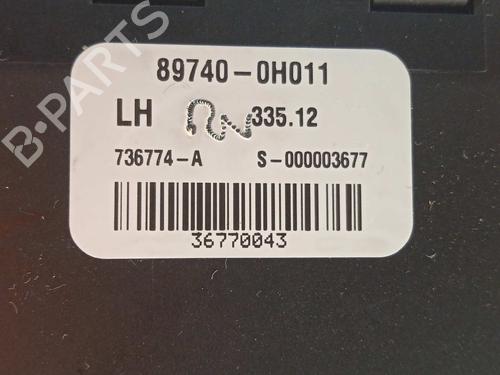 89740-0H011
LH 335.12
736774-A S-000003677
36770043
B-PARTS